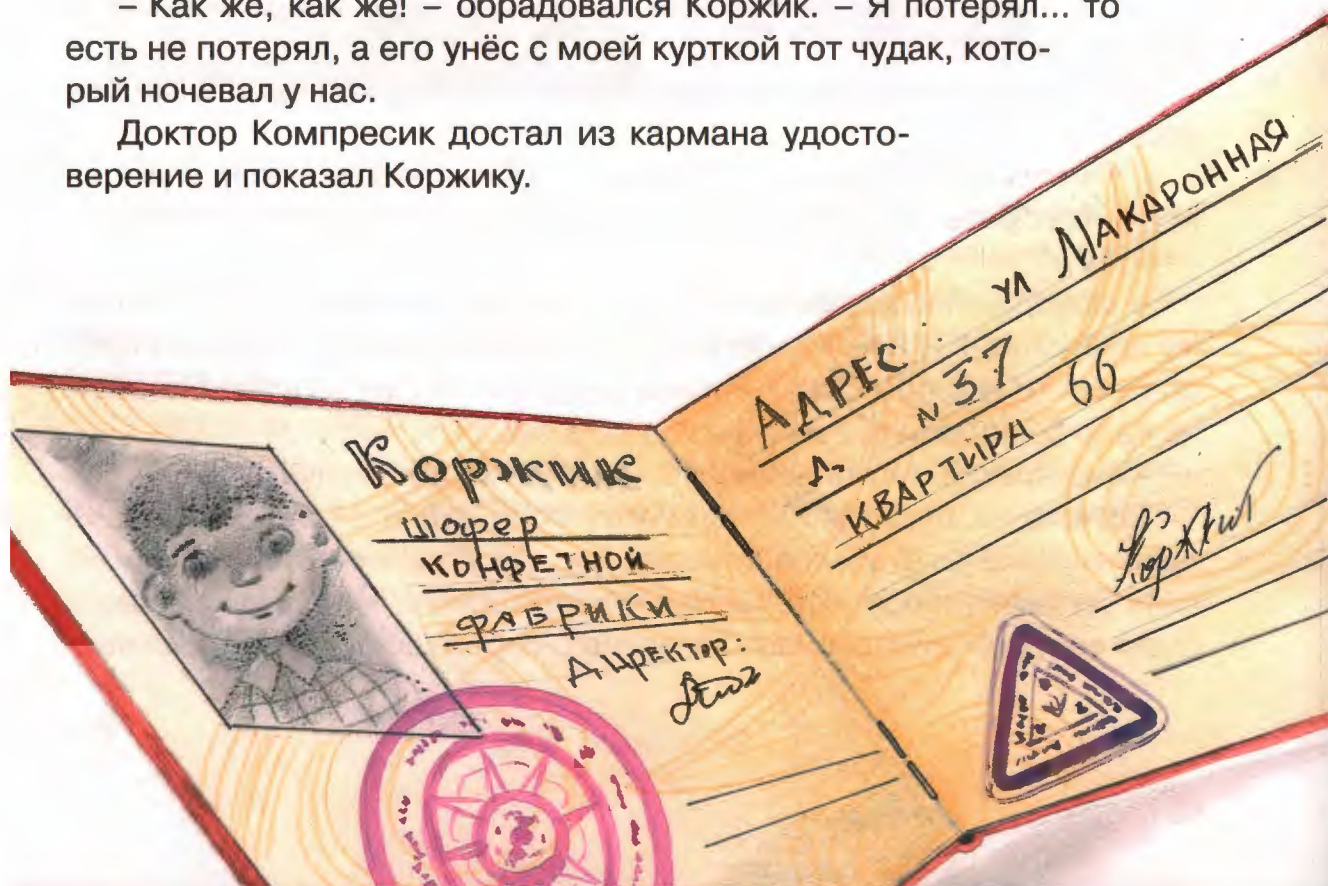 – Как же, как же! – обрадовался Коржик. – Я потерял... то
есть не потерял, а его унёс с моей курткой тот чудак, кото-
рый ночевал у нас.
Доктор Компресик достал из кармана удосто-
верение и показал Коржику.
Коржик
шофер
конфетной
фабрики
Директор:
АДРЕС. ул Макаронная
д. N 37
КВАРТИРА 66